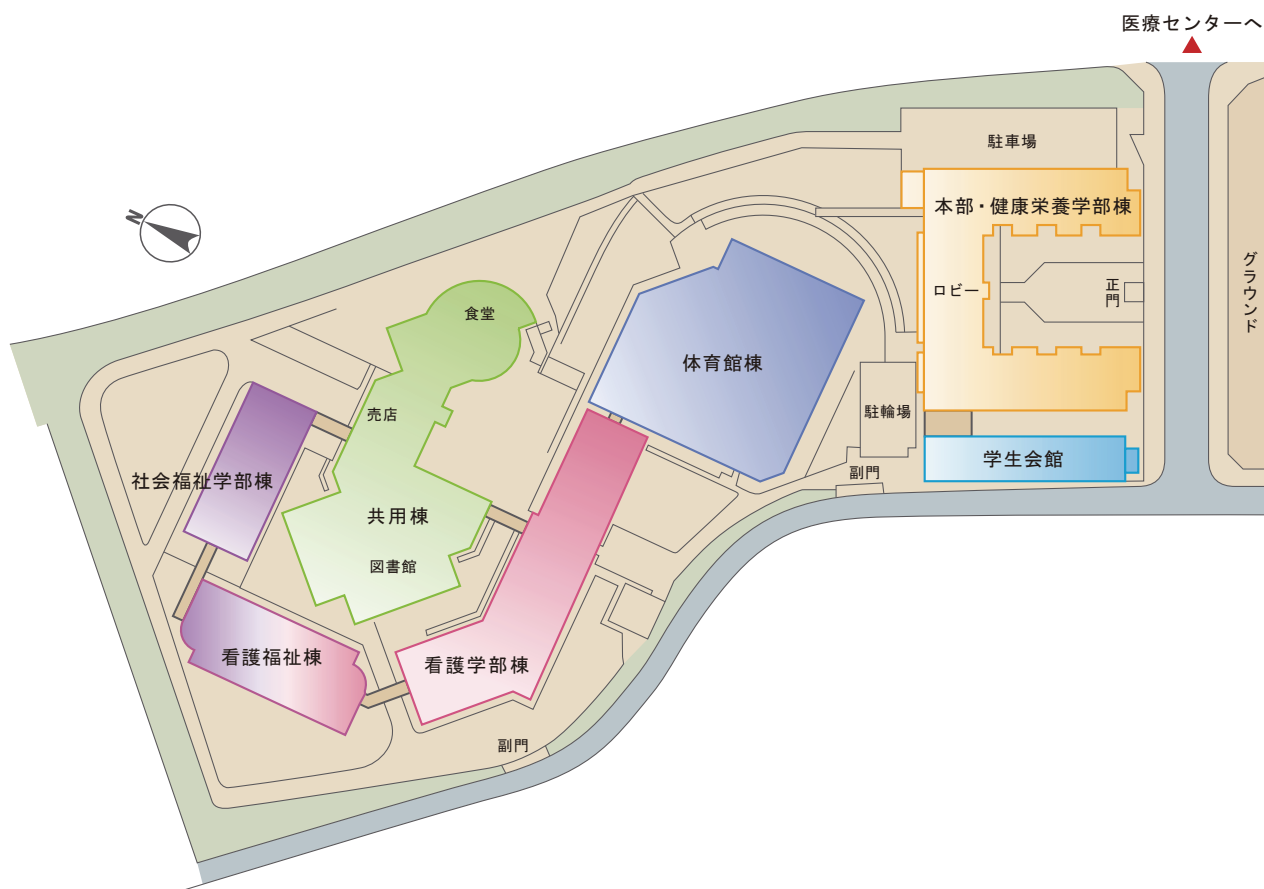 医療センターへ
駐車場
本部・健康栄養学部棟
N
グラウンド
ロビー
正門
食堂
体育館棟
売店
駐輪場
学生会館
副門
社会福祉学部棟
共用棟
図書館
看護福祉棟
看護学部棟
副門